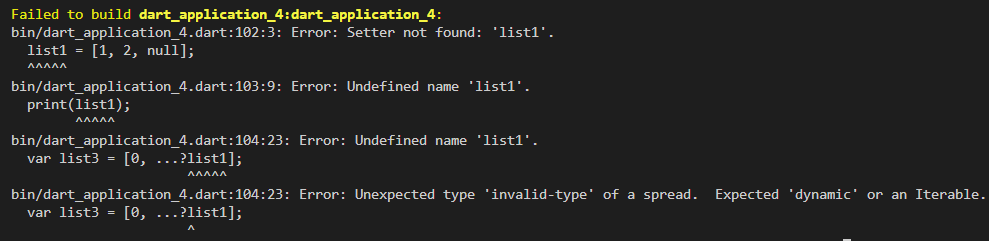 Failed to build dart_application_4:dart_application_4:
bin/dart_application_4.dart:102:3: Error: Setter not found: 'list1'.
  list1 = [1, 2, null];
  ^^^^^
bin/dart_application_4.dart:103:9: Error: Undefined name 'list1'.
  print(list1);
        ^^^^^
bin/dart_application_4.dart:104:23: Error: Undefined name 'list1'.
  var list3 = [0, ...?list1];
                      ^^^^^
bin/dart_application_4.dart:104:23: Error: Unexpected type 'invalid-type' of a spread.  Expected 'dynamic' or an Iterable.
  var list3 = [0, ...?list1];
                      ^